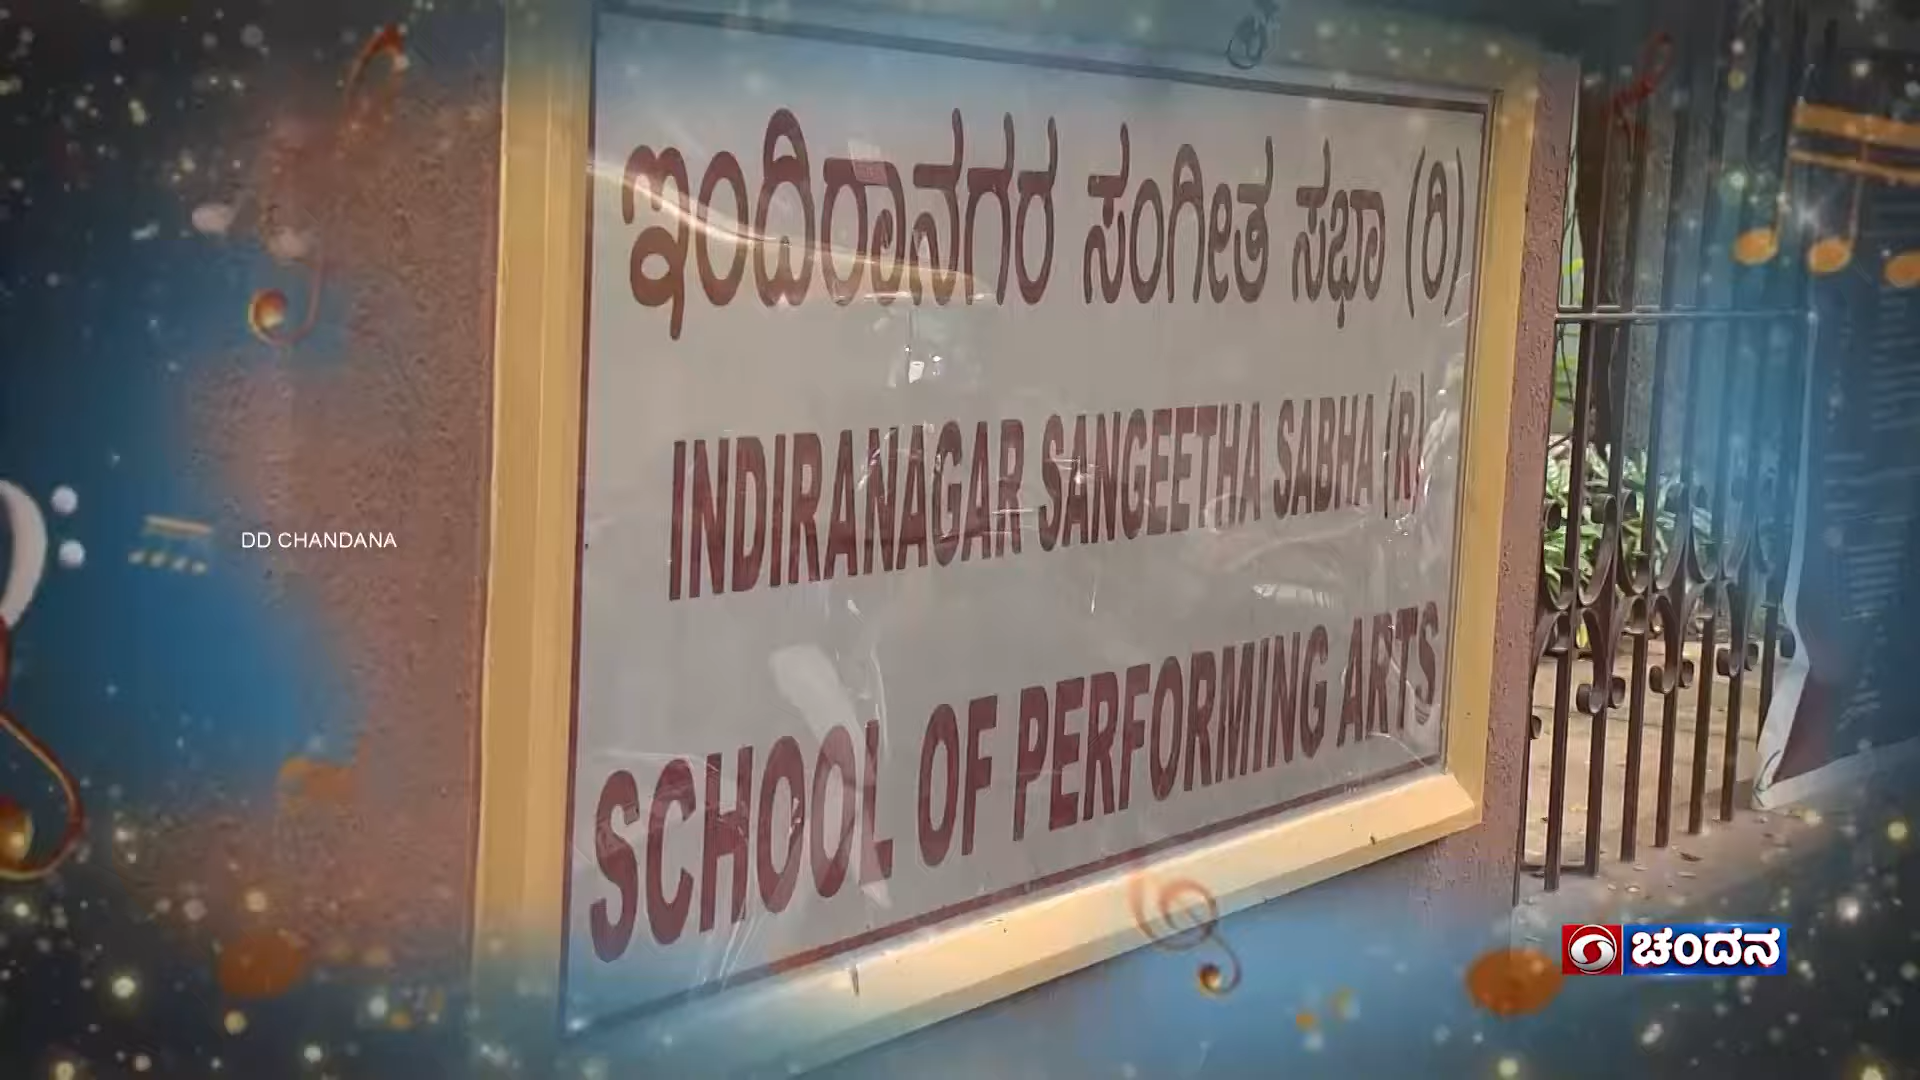 ಇಂದಿರಾನಗರ ಸಂಗೀತ ಸಭಾ (ರಿ)
INDIRANAGAR SANGEETHA SABHA (R)
SCHOOL OF PERFORMING ARTS
DD CHANDANA
ಚಂದನ